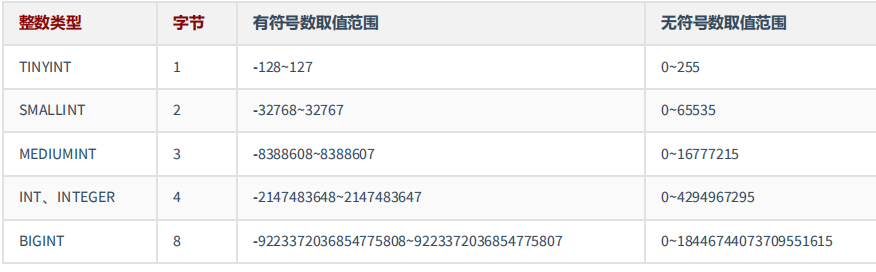 整数类型 字节 有符号数取值范围 无符号数取值范围
TINYINT 1 -128~127 0~255
SMALLINT 2 -32768~32767 0~65535
MEDIUMINT 3 -8388608~8388607 0~16777215
INT、INTEGER 4 -2147483648~2147483647 0~4294967295
BIGINT 8 -9223372036854775808~9223372036854775807 0~18446744073709551615